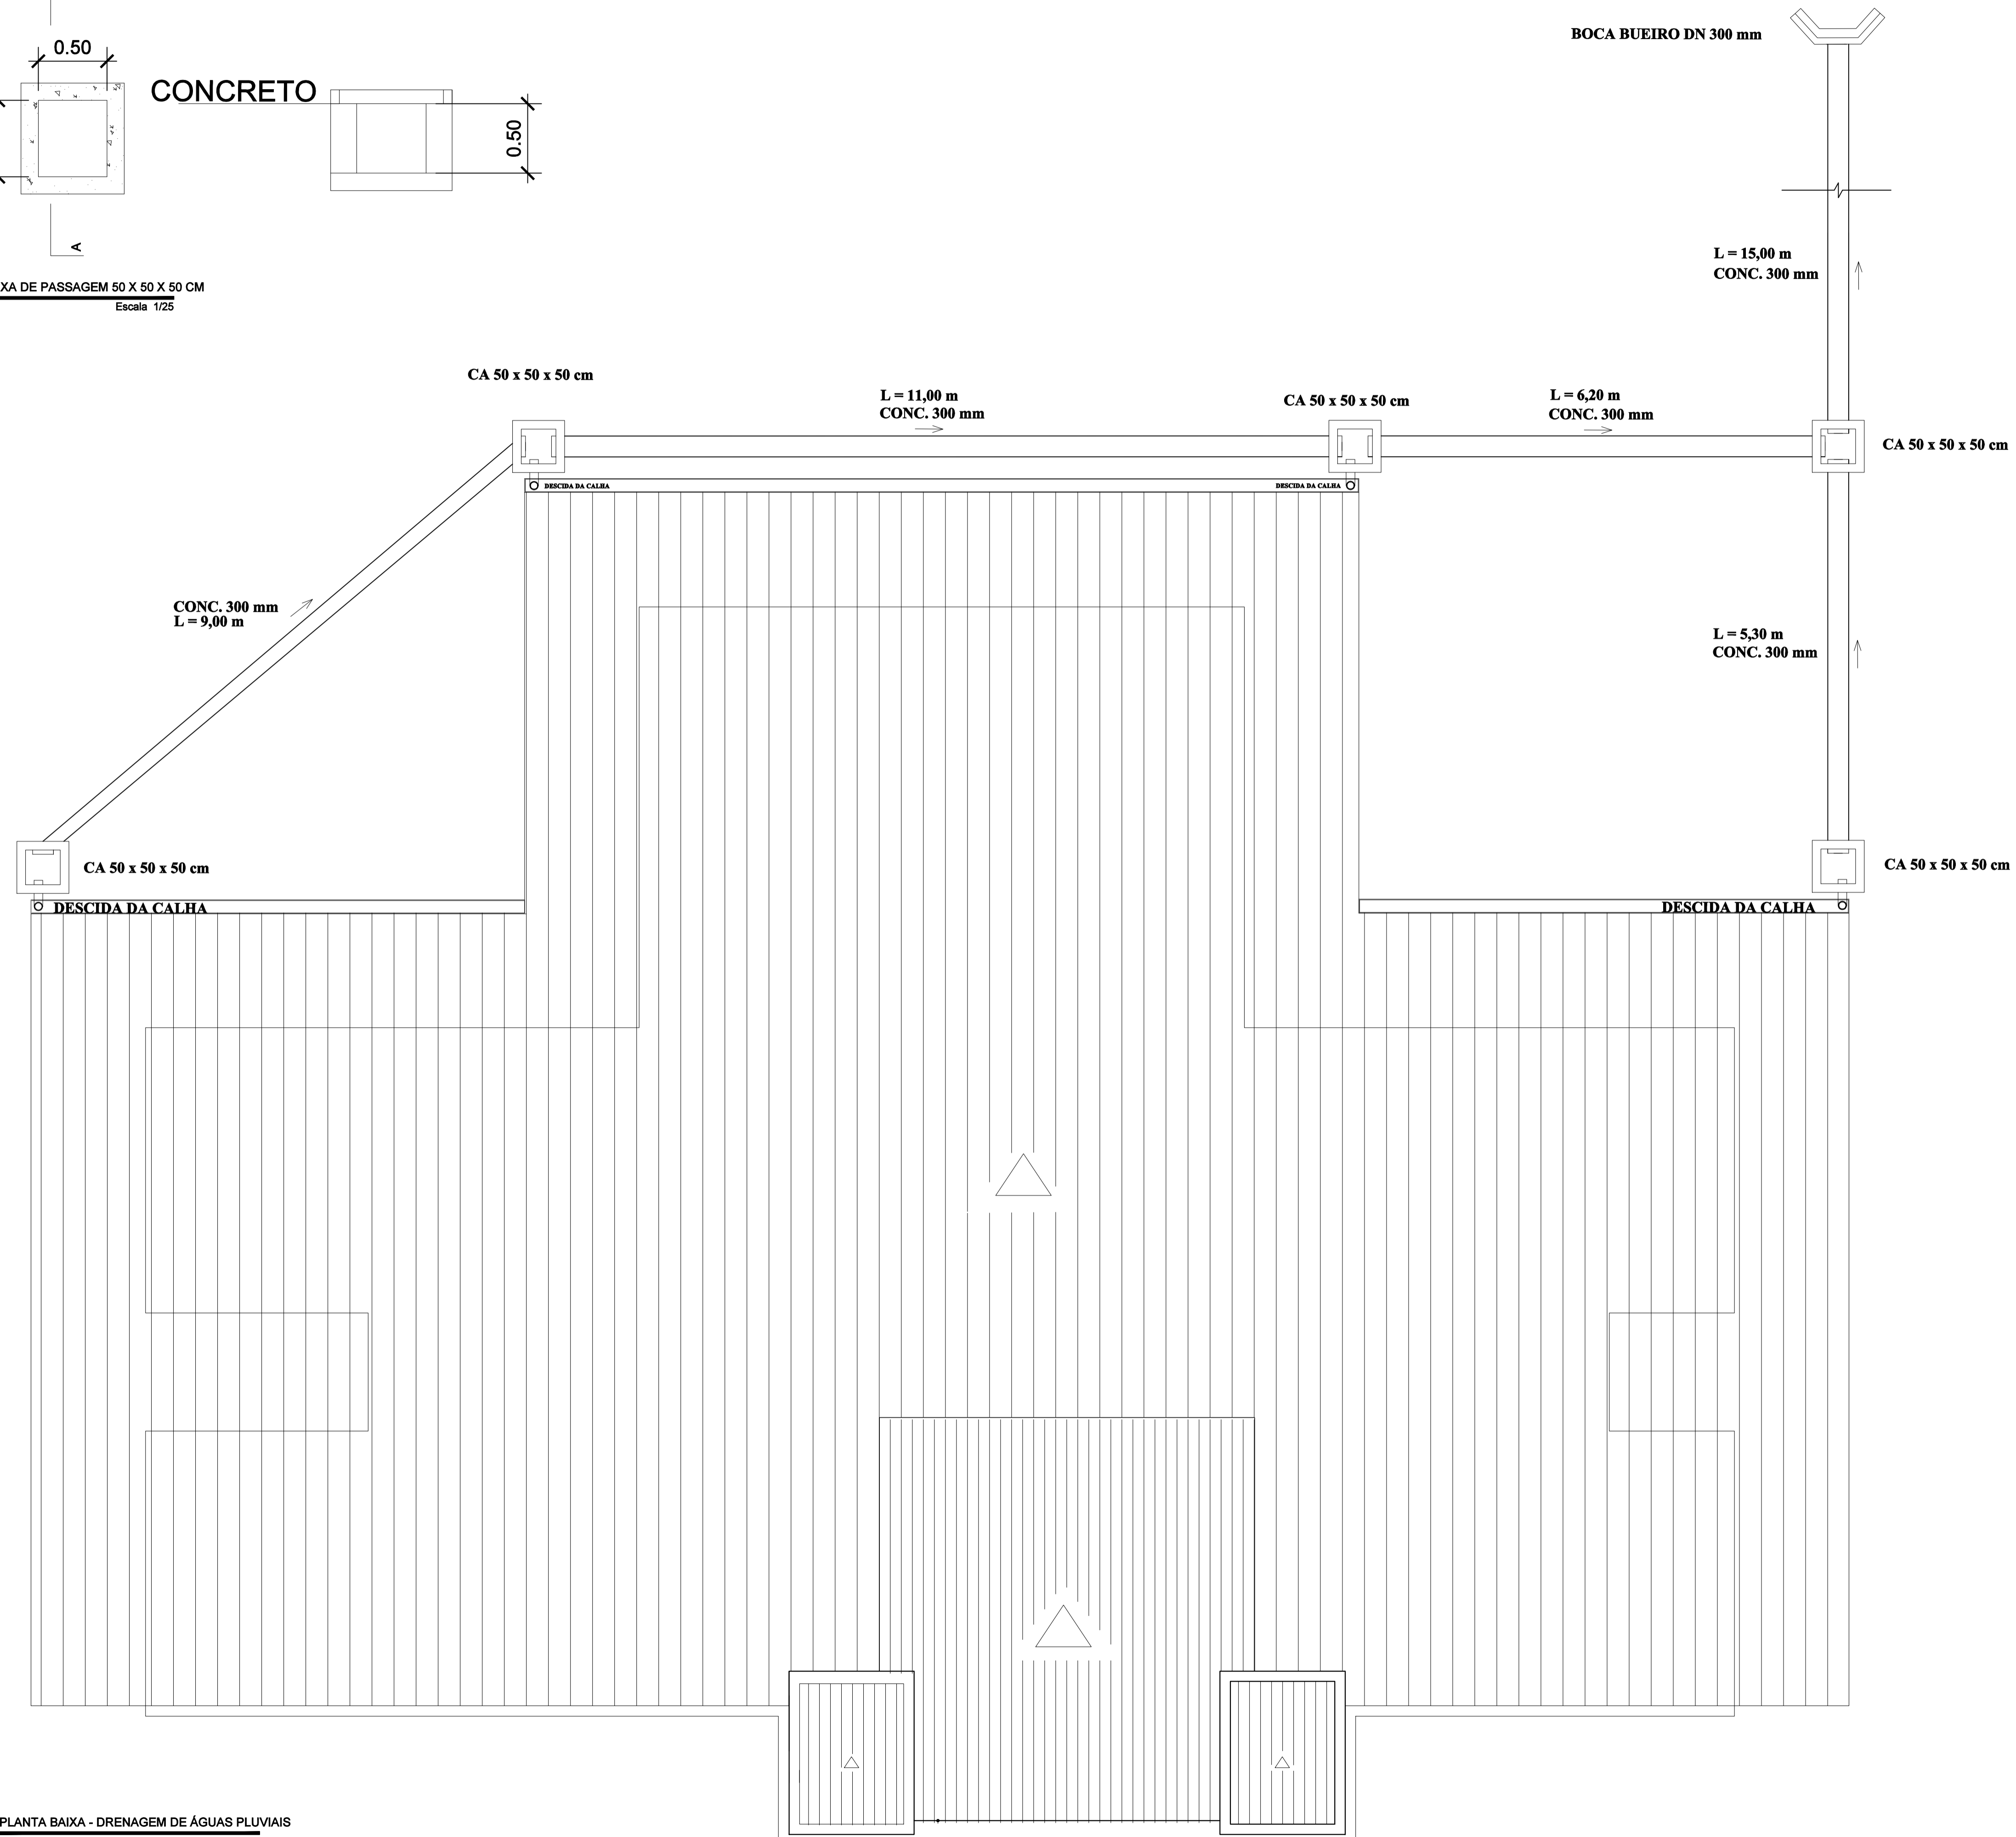 0.50
CONCRETO
0.50
A
XA DE PASSAGEM 50 X 50 X 50 CM
Escala 1/25
BOCA BUEIRO DN 300 mm
L = 15,00 m
CONC. 300 mm
CA 50 x 50 x 50 cm
L = 11,00 m
CONC. 300 mm
CA 50 x 50 x 50 cm
L = 6,20 m
CONC. 300 mm
CA 50 x 50 x 50 cm
DESCIDA DA CALHA
DESCIDA DA CALHA
CONC. 300 mm
L = 9,00 m
L = 5,30 m
CONC. 300 mm
CA 50 x 50 x 50 cm
CA 50 x 50 x 50 cm
DESCIDA DA CALHA
DESCIDA DA CALHA
PLANTA BAIXA - DRENAGEM DE ÁGUAS PLUVIAIS